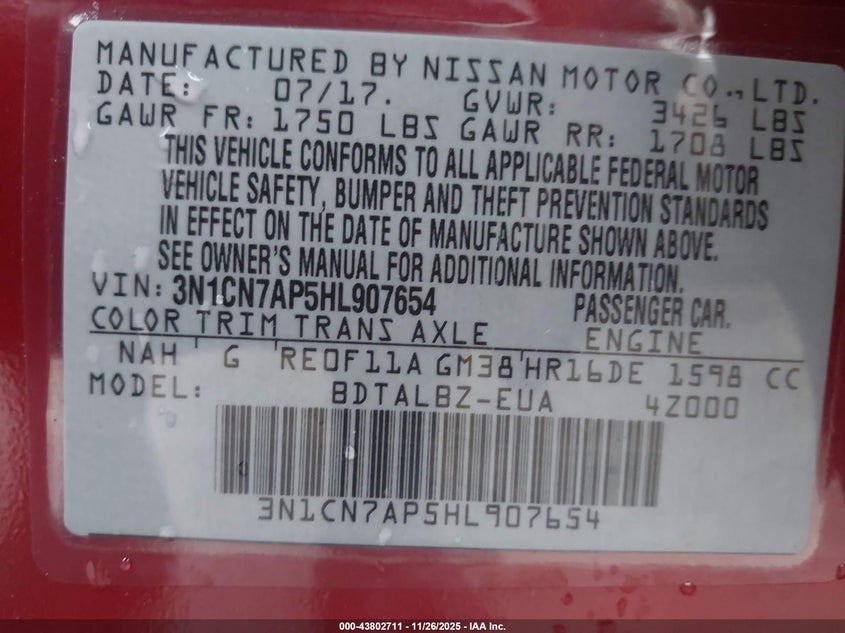 MANUFACTURED BY NISSAN MOTOR CO., LTD.
DATE: 07/17. GVWR: 3426 LBS
GAWR FR: 1750 LBS GAWR RR: 1708 LBS
THIS VEHICLE CONFORMS TO ALL APPLICABLE FEDERAL MOTOR
VEHICLE SAFETY, BUMPER AND THEFT PREVENTION STANDARDS
IN EFFECT ON THE DATE OF MANUFACTURE SHOWN ABOVE.
SEE OWNER'S MANUAL FOR ADDITIONAL INFORMATION.
VIN: 3N1CN7AP5HL907654 PASSENGER CAR.
COLOR TRIM TRANS AXLE ENGINE
NAH G RE0F11A GM38 HR16DE 1598 CC
MODEL: BDTALBZ-EUA 4Z000
3N1CN7AP5HL907654
000-43802711 - 11/26/2025 - IAA Inc.